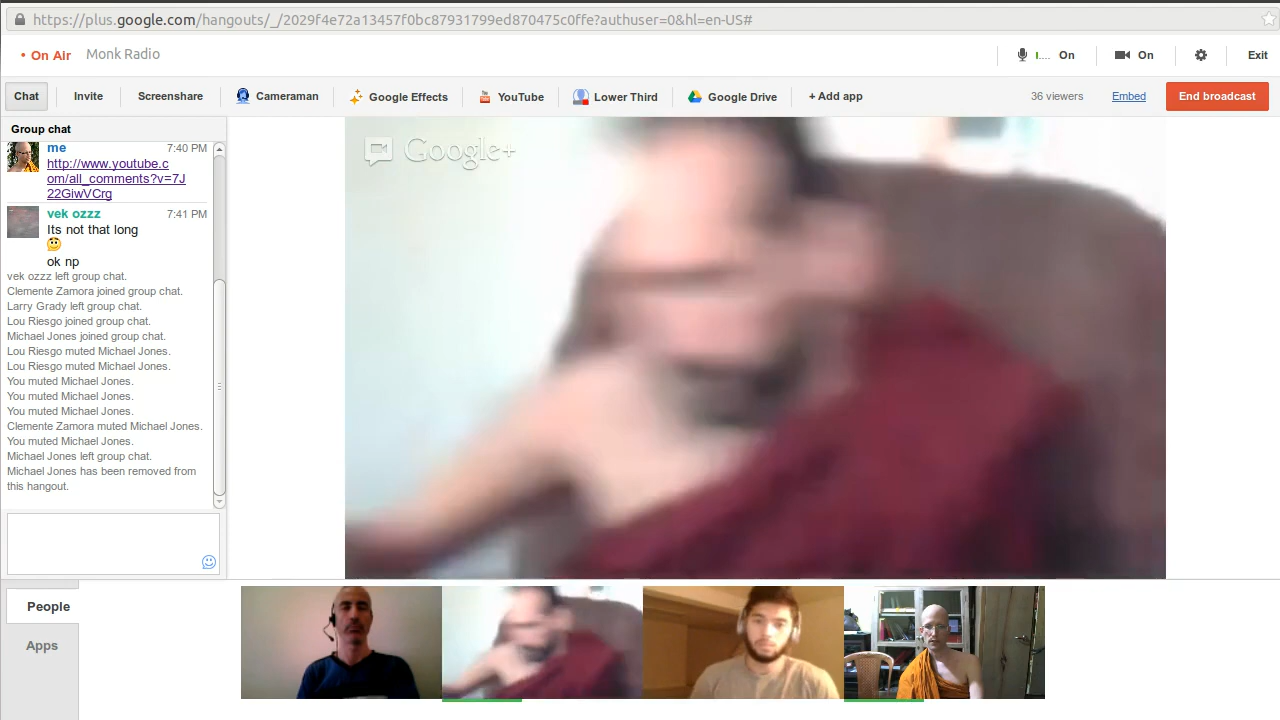 https://plus.google.com/hangouts/_/2029f4e72a13457f0bc87931799ed870475c0ffe?authuser=0&hl=en-US#
• On Air Monk Radio On On Exit
Chat Invite Screenshare Cameraman Google Effects YouTube Lower Third Google Drive + Add app 36 viewers Embed End broadcast
Group chat
me 7:40 PM
http://www.youtube.c
om/all_comments?v=7J
22GiwVCrg
vek ozzz 7:41 PM
Its not that long
ok np
vek ozzz left group chat.
Clemente Zamora joined group chat.
Larry Grady left group chat.
Lou Riesgo joined group chat.
Michael Jones joined group chat.
Lou Riesgo muted Michael Jones.
Lou Riesgo muted Michael Jones.
You muted Michael Jones.
You muted Michael Jones.
You muted Michael Jones.
Clemente Zamora muted Michael Jones.
You muted Michael Jones.
Michael Jones left group chat.
Michael Jones has been removed from
this hangout.
Google+
People
Apps